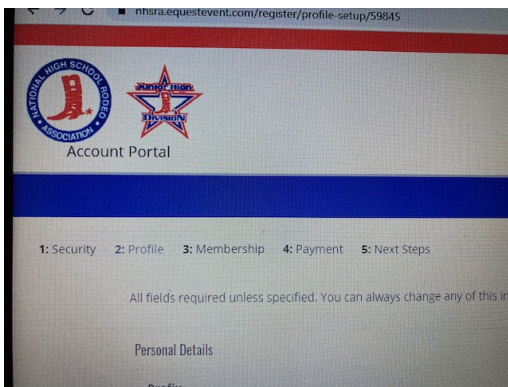 nhsra.equestevent.com/register/profile-setup/59845
NATIONAL HIGH SCHOOL RODEO
ASSOCIATION
JUNIOR HIGH
DIVISION
Account Portal
1: Security 2: Profile 3: Membership 4: Payment 5: Next Steps
All fields required unless specified. You can always change any of this
Personal Details
Prefix